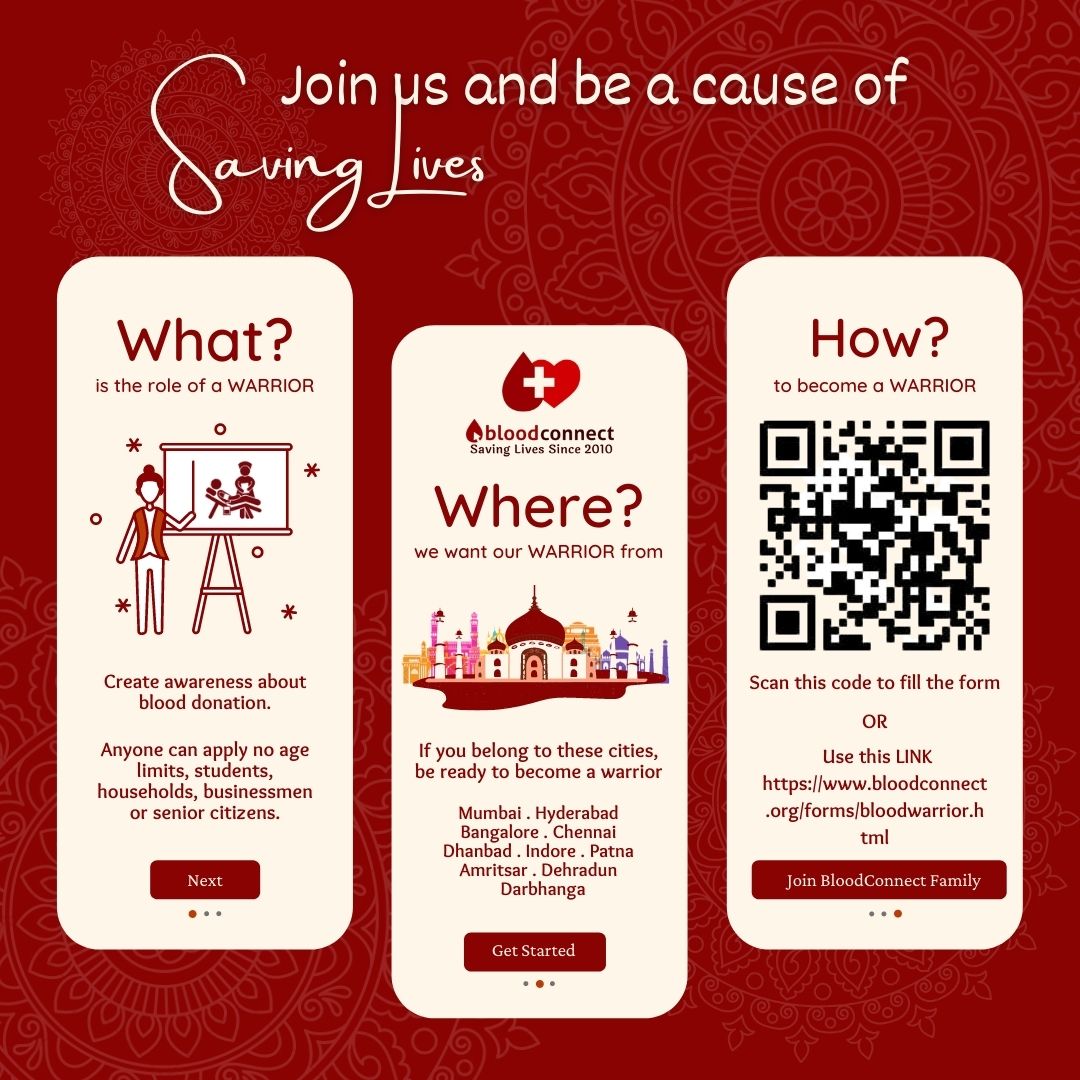 Join us and be a cause of
Saving Lives
What?
is the role of a WARRIOR
Create awareness about
blood donation.
Anyone can apply no age
limits, students,
households, businessmen
or senior citizens.
Next
bloodconnect
Saving Lives Since 2010
Where?
we want our WARRIOR from
If you belong to these cities,
be ready to become a warrior
Mumbai . Hyderabad
Bangalore . Chennai
Dhanbad . Indore . Patna
Amritsar . Dehradun
Darbhanga
Get Started
How?
to become a WARRIOR
Scan this code to fill the form
OR
Use this LINK
https://www.bloodconnect
.org/forms/bloodwarrior.h
tml
Join BloodConnect Family